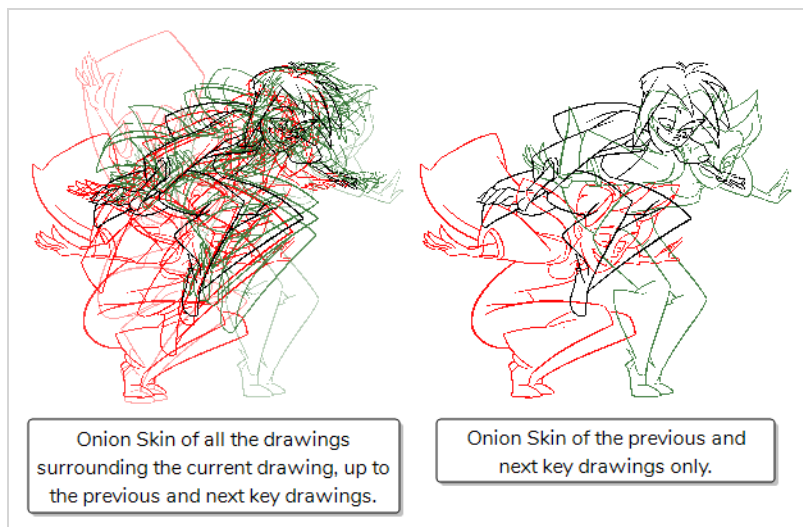 Onion Skin of all the drawings
surrounding the current drawing, up to
the previous and next key drawings.
Onion Skin of the previous and
next key drawings only.